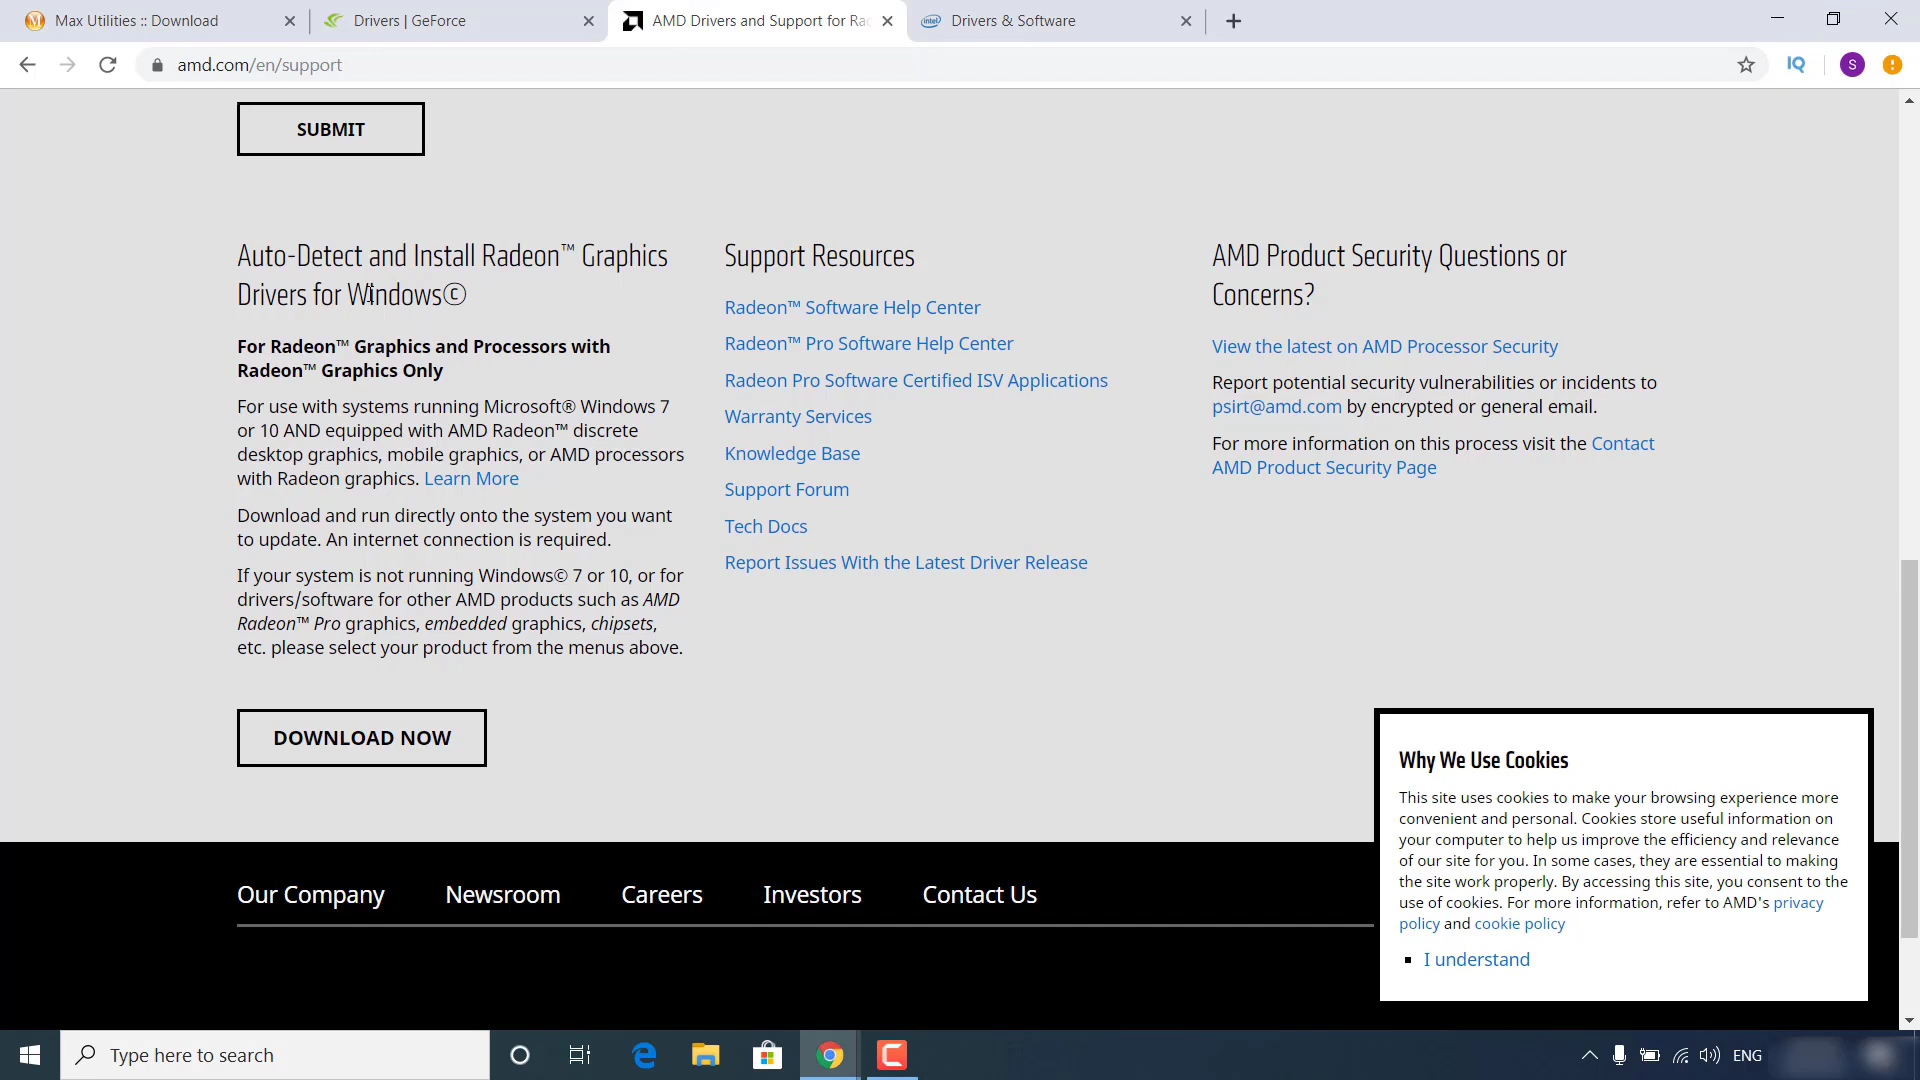 Max Utilities :: Download
Drivers | GeForce
AMD Drivers and Support for Ra
Drivers & Software
amd.com/en/support
IQ
S
SUBMIT
Auto-Detect and Install Radeon™ Graphics
Drivers for Windows©
For Radeon™ Graphics and Processors with
Radeon™ Graphics Only
For use with systems running Microsoft® Windows 7
or 10 AND equipped with AMD Radeon™ discrete
desktop graphics, mobile graphics, or AMD processors
with Radeon graphics. Learn More
Download and run directly onto the system you want
to update. An internet connection is required.
If your system is not running Windows© 7 or 10, or for
drivers/software for other AMD products such as AMD
Radeon™ Pro graphics, embedded graphics, chipsets,
etc. please select your product from the menus above.
DOWNLOAD NOW
Support Resources
Radeon™ Software Help Center
Radeon™ Pro Software Help Center
Radeon Pro Software Certified ISV Applications
Warranty Services
Knowledge Base
Support Forum
Tech Docs
Report Issues With the Latest Driver Release
AMD Product Security Questions or
Concerns?
View the latest on AMD Processor Security
Report potential security vulnerabilities or incidents to
psirt@amd.com by encrypted or general email.
For more information on this process visit the Contact
AMD Product Security Page
Why We Use Cookies
This site uses cookies to make your browsing experience more
convenient and personal. Cookies store useful information on
your computer to help us improve the efficiency and relevance
of our site for you. In some cases, they are essential to making
the site work properly. By accessing this site, you consent to the
use of cookies. For more information, refer to AMD's privacy
policy and cookie policy
I understand
Our Company
Newsroom
Careers
Investors
Contact Us
Type here to search
ENG